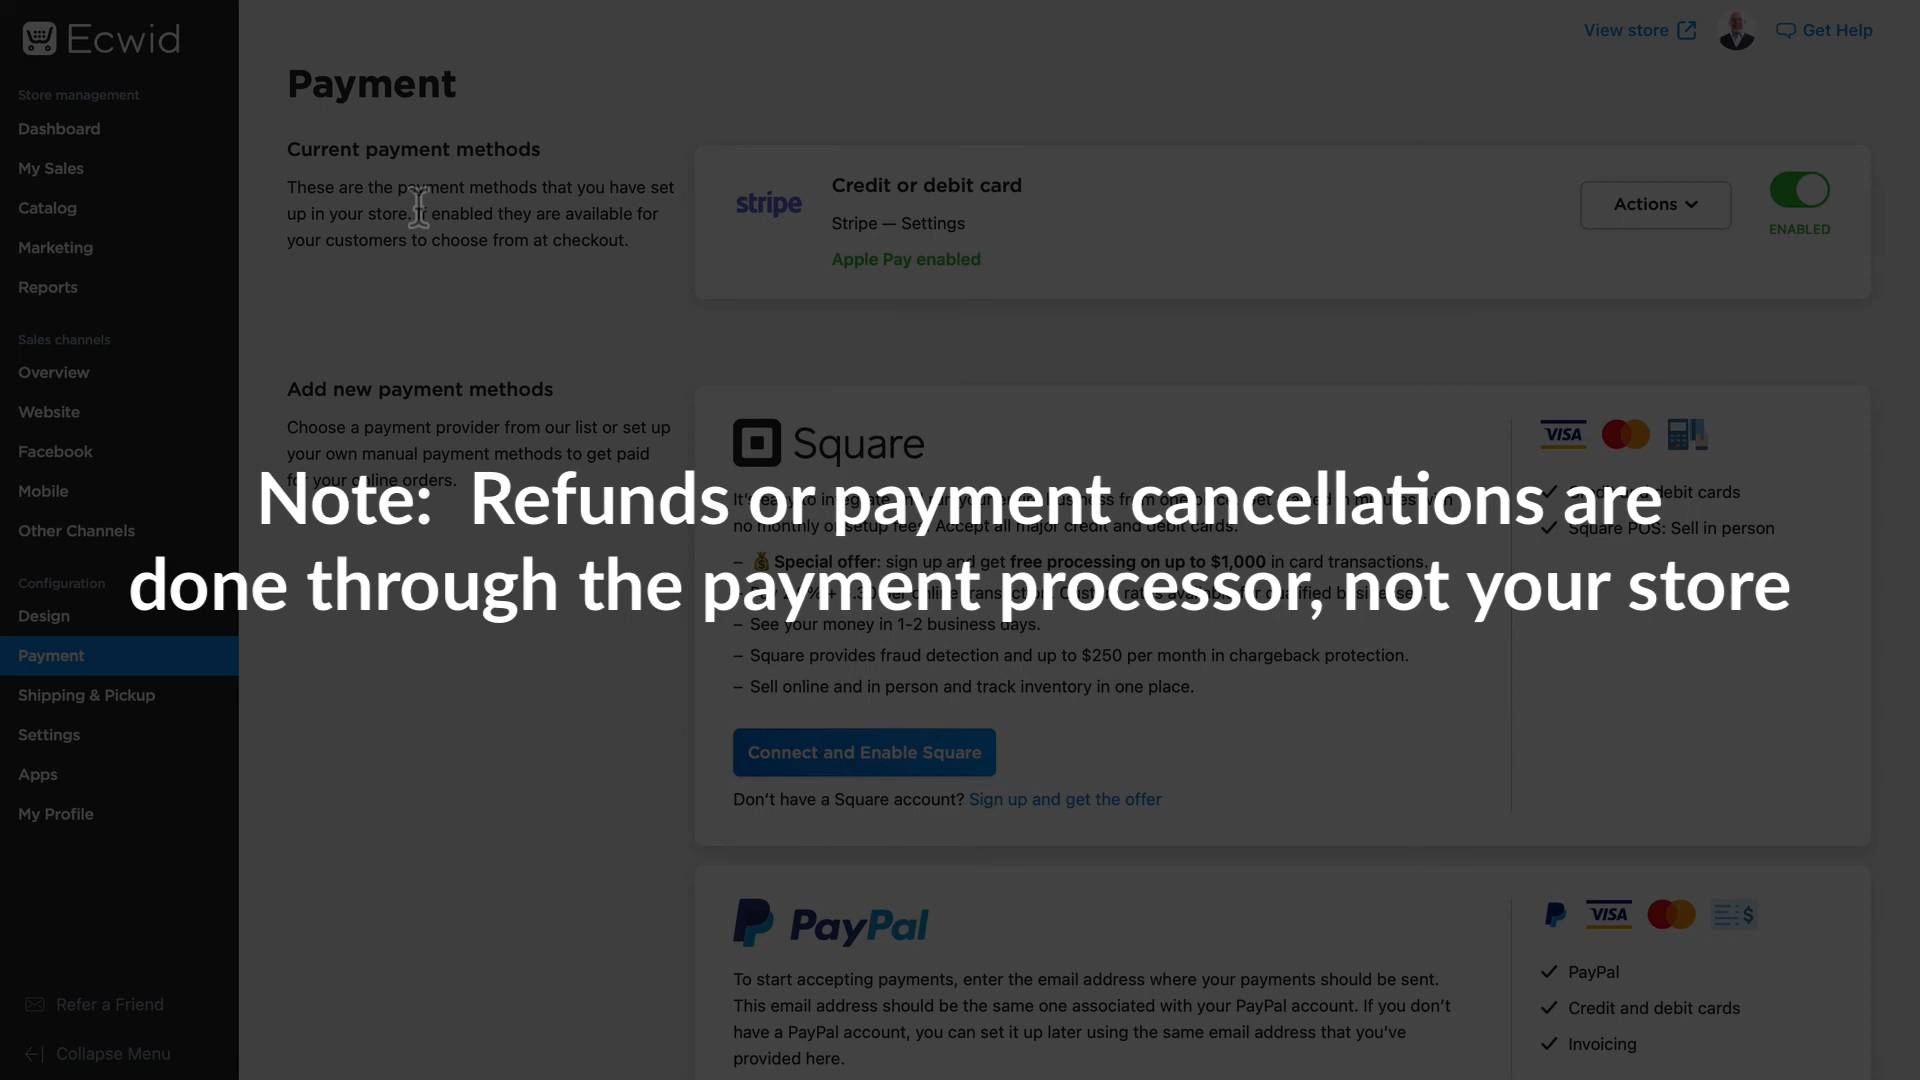 Ecwid
View store
Get Help
Store management
Dashboard
My Sales
Catalog
Marketing
Reports
Sales channels
Overview
Website
Facebook
Mobile
Other Channels
Configuration
Design
Payment
Shipping & Pickup
Settings
Apps
My Profile
Refer a Friend
Collapse Menu
Payment
Current payment methods
These are the payment methods that you have set
up in your store. If enabled they are available for
your customers to choose from at checkout.
stripe
Credit or debit card
Stripe — Settings
Apple Pay enabled
Actions
ENABLED
Add new payment methods
Choose a payment provider from our list or set up
your own manual payment methods to get paid
for your online orders.
Note: Refunds or payment cancellations are
done through the payment processor, not your store
Square
no monthly or setup fees. Accept all major credit and debit cards.
– Special offer: sign up and get free processing on up to $1,000 in card transactions.
– See your money in 1-2 business days.
– Square provides fraud detection and up to $250 per month in chargeback protection.
– Sell online and in person and track inventory in one place.
Connect and Enable Square
Don't have a Square account? Sign up and get the offer
VISA
Credit and debit cards
Square POS: Sell in person
PayPal
To start accepting payments, enter the email address where your payments should be sent.
This email address should be the same one associated with your PayPal account. If you don't
have a PayPal account, you can set it up later using the same email address that you've
provided here.
VISA
PayPal
Credit and debit cards
Invoicing